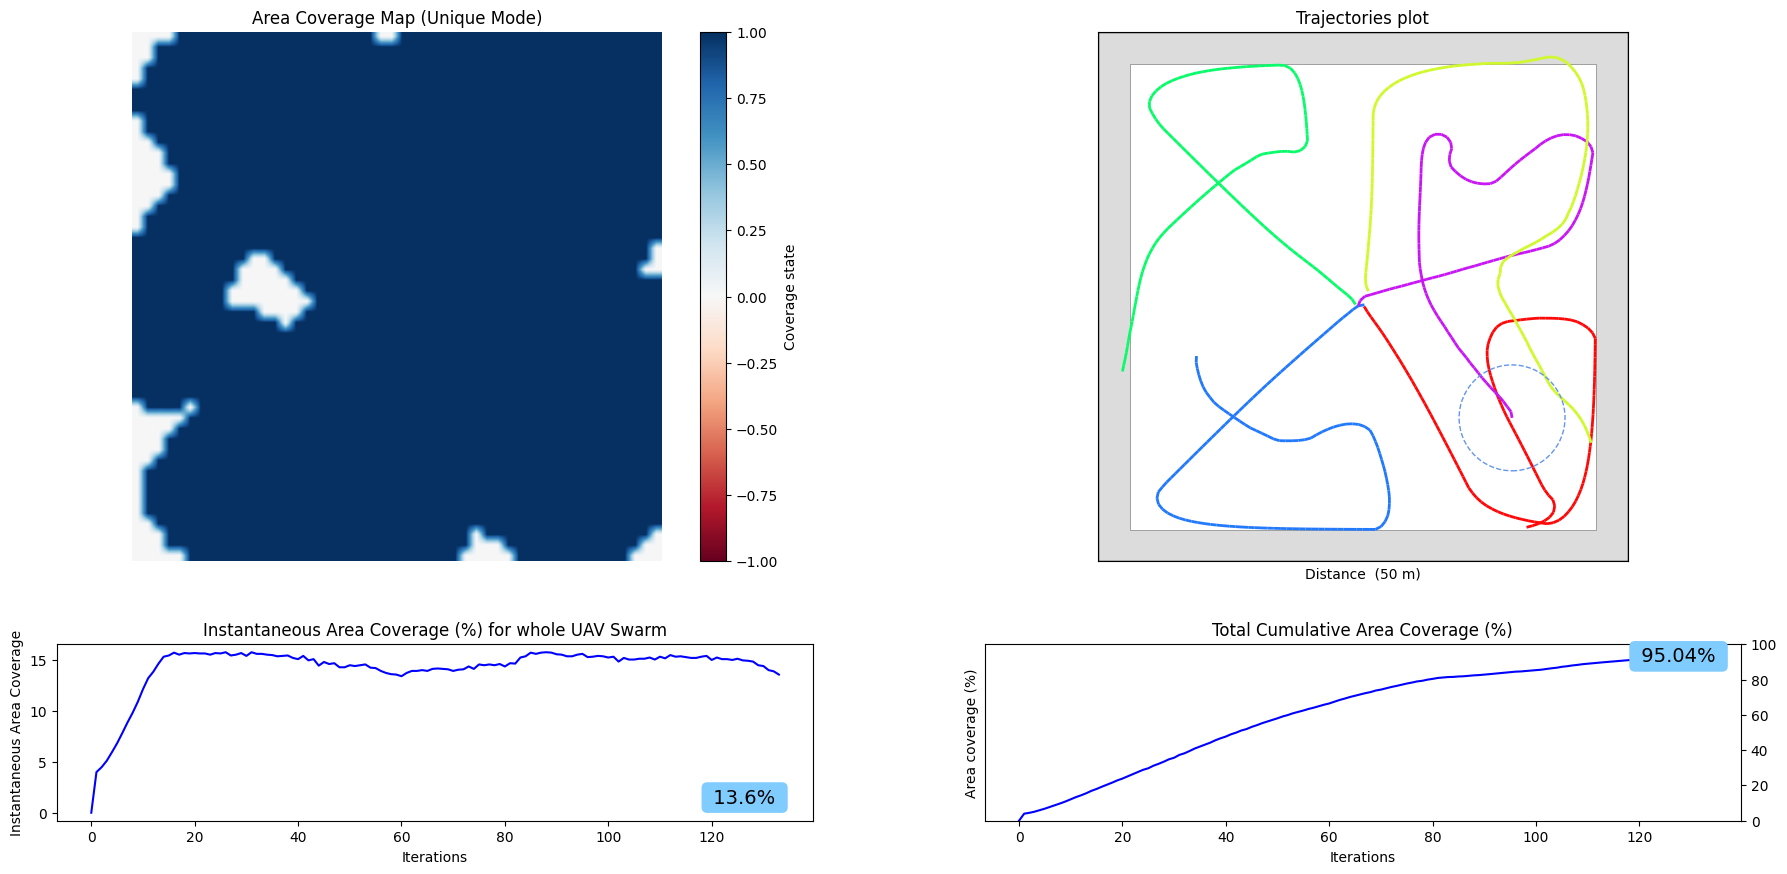 Area Coverage Map (Unique Mode)
1.00
0.75
0.50
0.25
0.00
−0.25
−0.50
−0.75
−1.00
Coverage state
Trajectories plot
Distance  (50 m)
Instantaneous Area Coverage (%) for whole UAV Swarm
Instantaneous Area Coverage
15
10
5
0
13.6%
0 20 40 60 80 100 120
Iterations
Total Cumulative Area Coverage (%)
Area coverage (%)
95.04%
100
80
60
40
20
0
0 20 40 60 80 100 120
Iterations